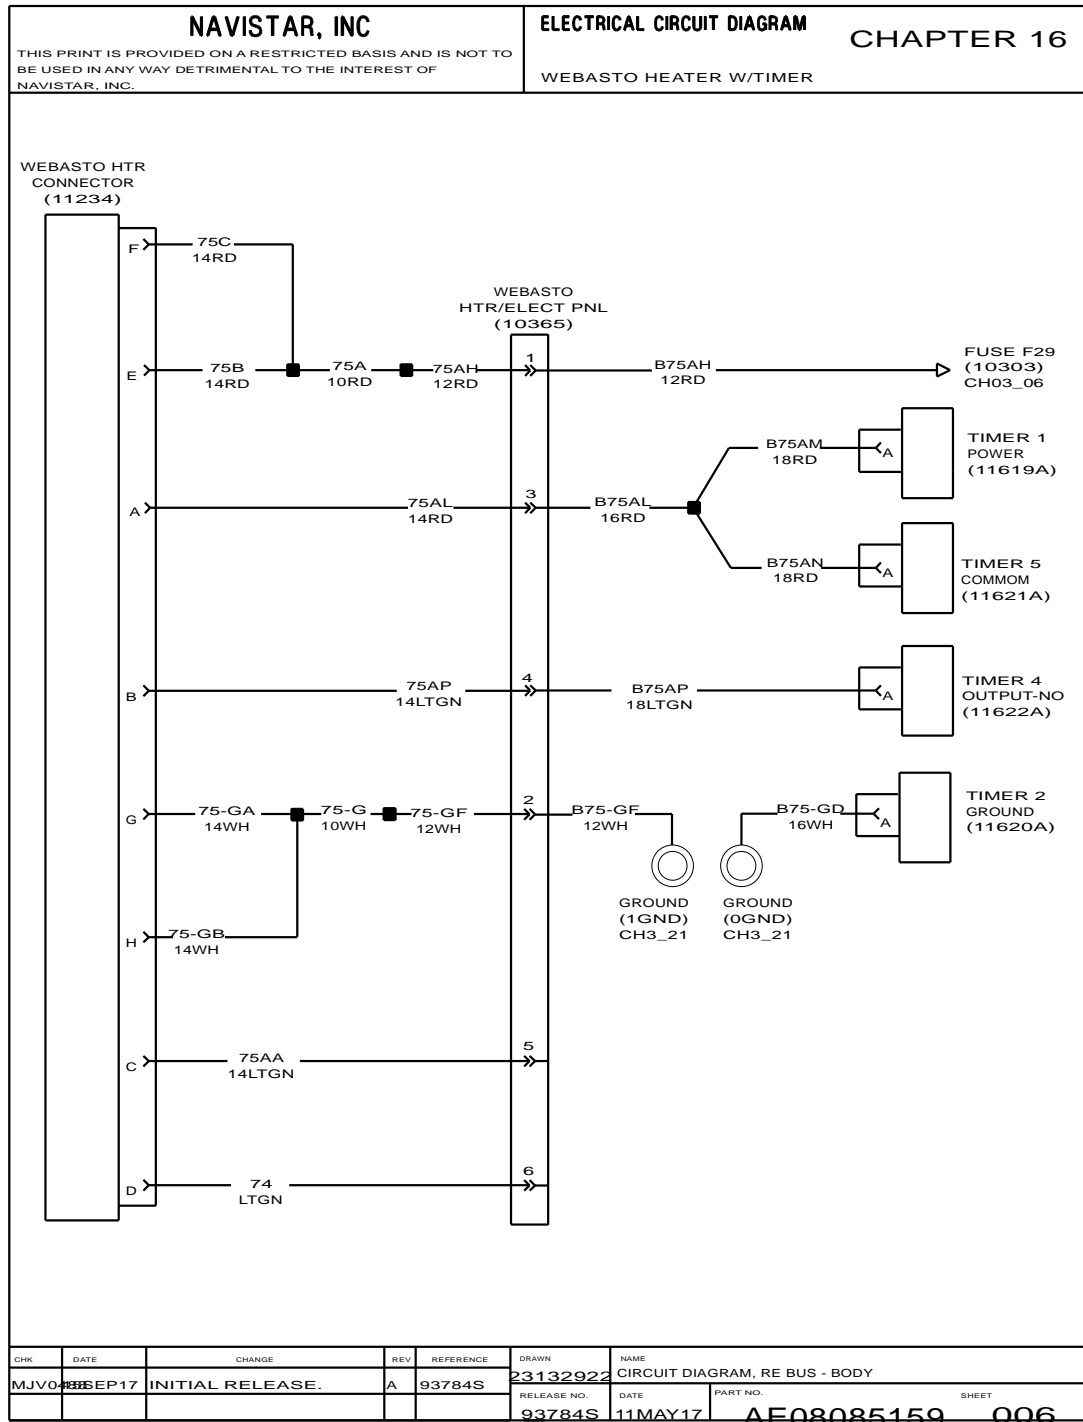 NAVISTAR, INC
THIS PRINT IS PROVIDED ON A RESTRICTED BASIS AND IS NOT TO
BE USED IN ANY WAY DETRIMENTAL TO THE INTEREST OF
NAVISTAR, INC.
ELECTRICAL CIRCUIT DIAGRAM
CHAPTER 16
WEBASTO HEATER W/TIMER
WEBASTO HTR
CONNECTOR
(11234)
F
75C
14RD
WEBASTO
HTR/ELECT PNL
(10365)
E
75B
14RD
75A
10RD
75AH
12RD
1
B75AH
12RD
FUSE F29
(10303)
CH03_06
B75AM
18RD
A
TIMER 1
POWER
(11619A)
A
75AL
14RD
3
B75AL
16RD
B75AN
18RD
A
TIMER 5
COMMOM
(11621A)
B
75AP
14LTGN
4
B75AP
18LTGN
A
TIMER 4
OUTPUT-NO
(11622A)
G
75-GA
14WH
75-G
10WH
75-GF
12WH
2
B75-GF
12WH
B75-GD
16WH
A
TIMER 2
GROUND
(11620A)
GROUND
(1GND)
CH3_21
GROUND
(0GND)
CH3_21
H
75-GB
14WH
C
75AA
14LTGN
5
D
74
LTGN
6
CHK
DATE
CHANGE
REV
REFERENCE
INITIAL RELEASE.
A
93784S
DRAWN
23132922
NAME
CIRCUIT DIAGRAM, RE BUS - BODY
RELEASE NO.
93784S
DATE
11MAY17
PART NO.
AE08085159
SHEET
006